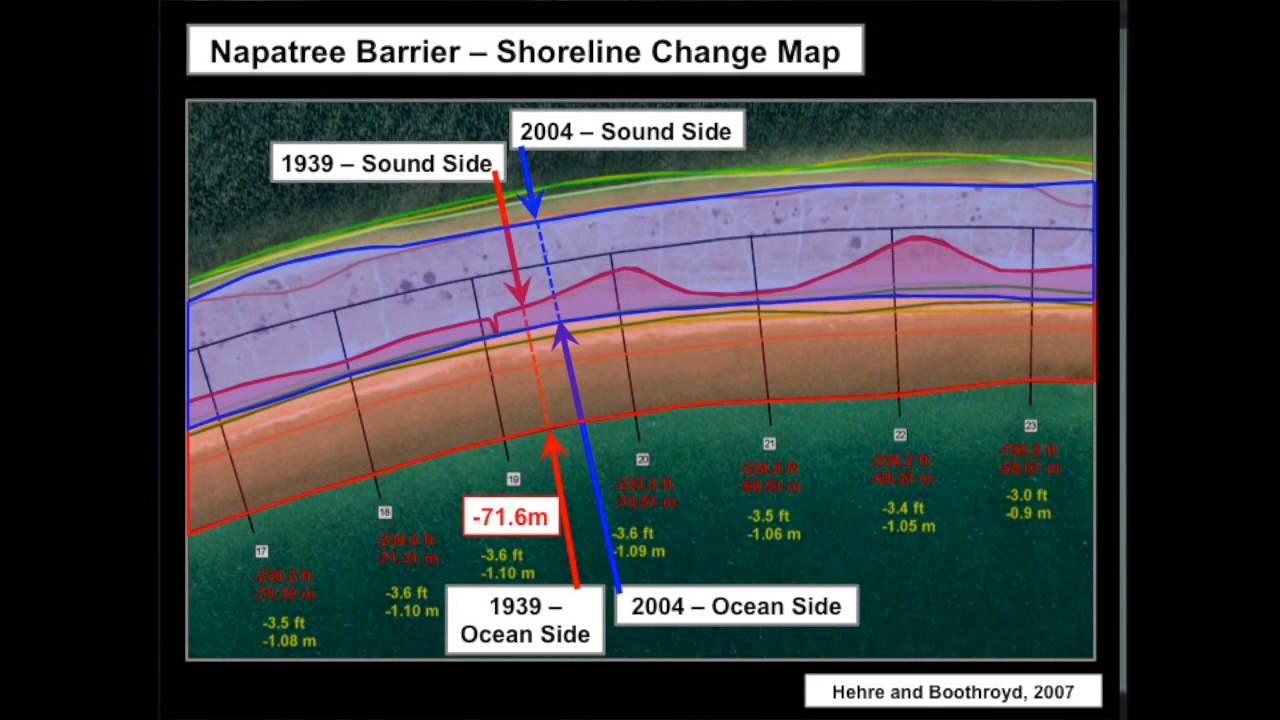 Napatree Barrier – Shoreline Change Map
2004 – Sound Side
1939 – Sound Side
23
22
21
20
19
18
17
-3.0 ft
-0.9 m
-3.4 ft
-1.05 m
-3.5 ft
-1.06 m
-3.6 ft
-1.09 m
-71.6m
-3.6 ft
-1.10 m
-3.6 ft
-1.10 m
-3.5 ft
-1.08 m
1939 –
Ocean Side
2004 – Ocean Side
Hehre and Boothroyd, 2007